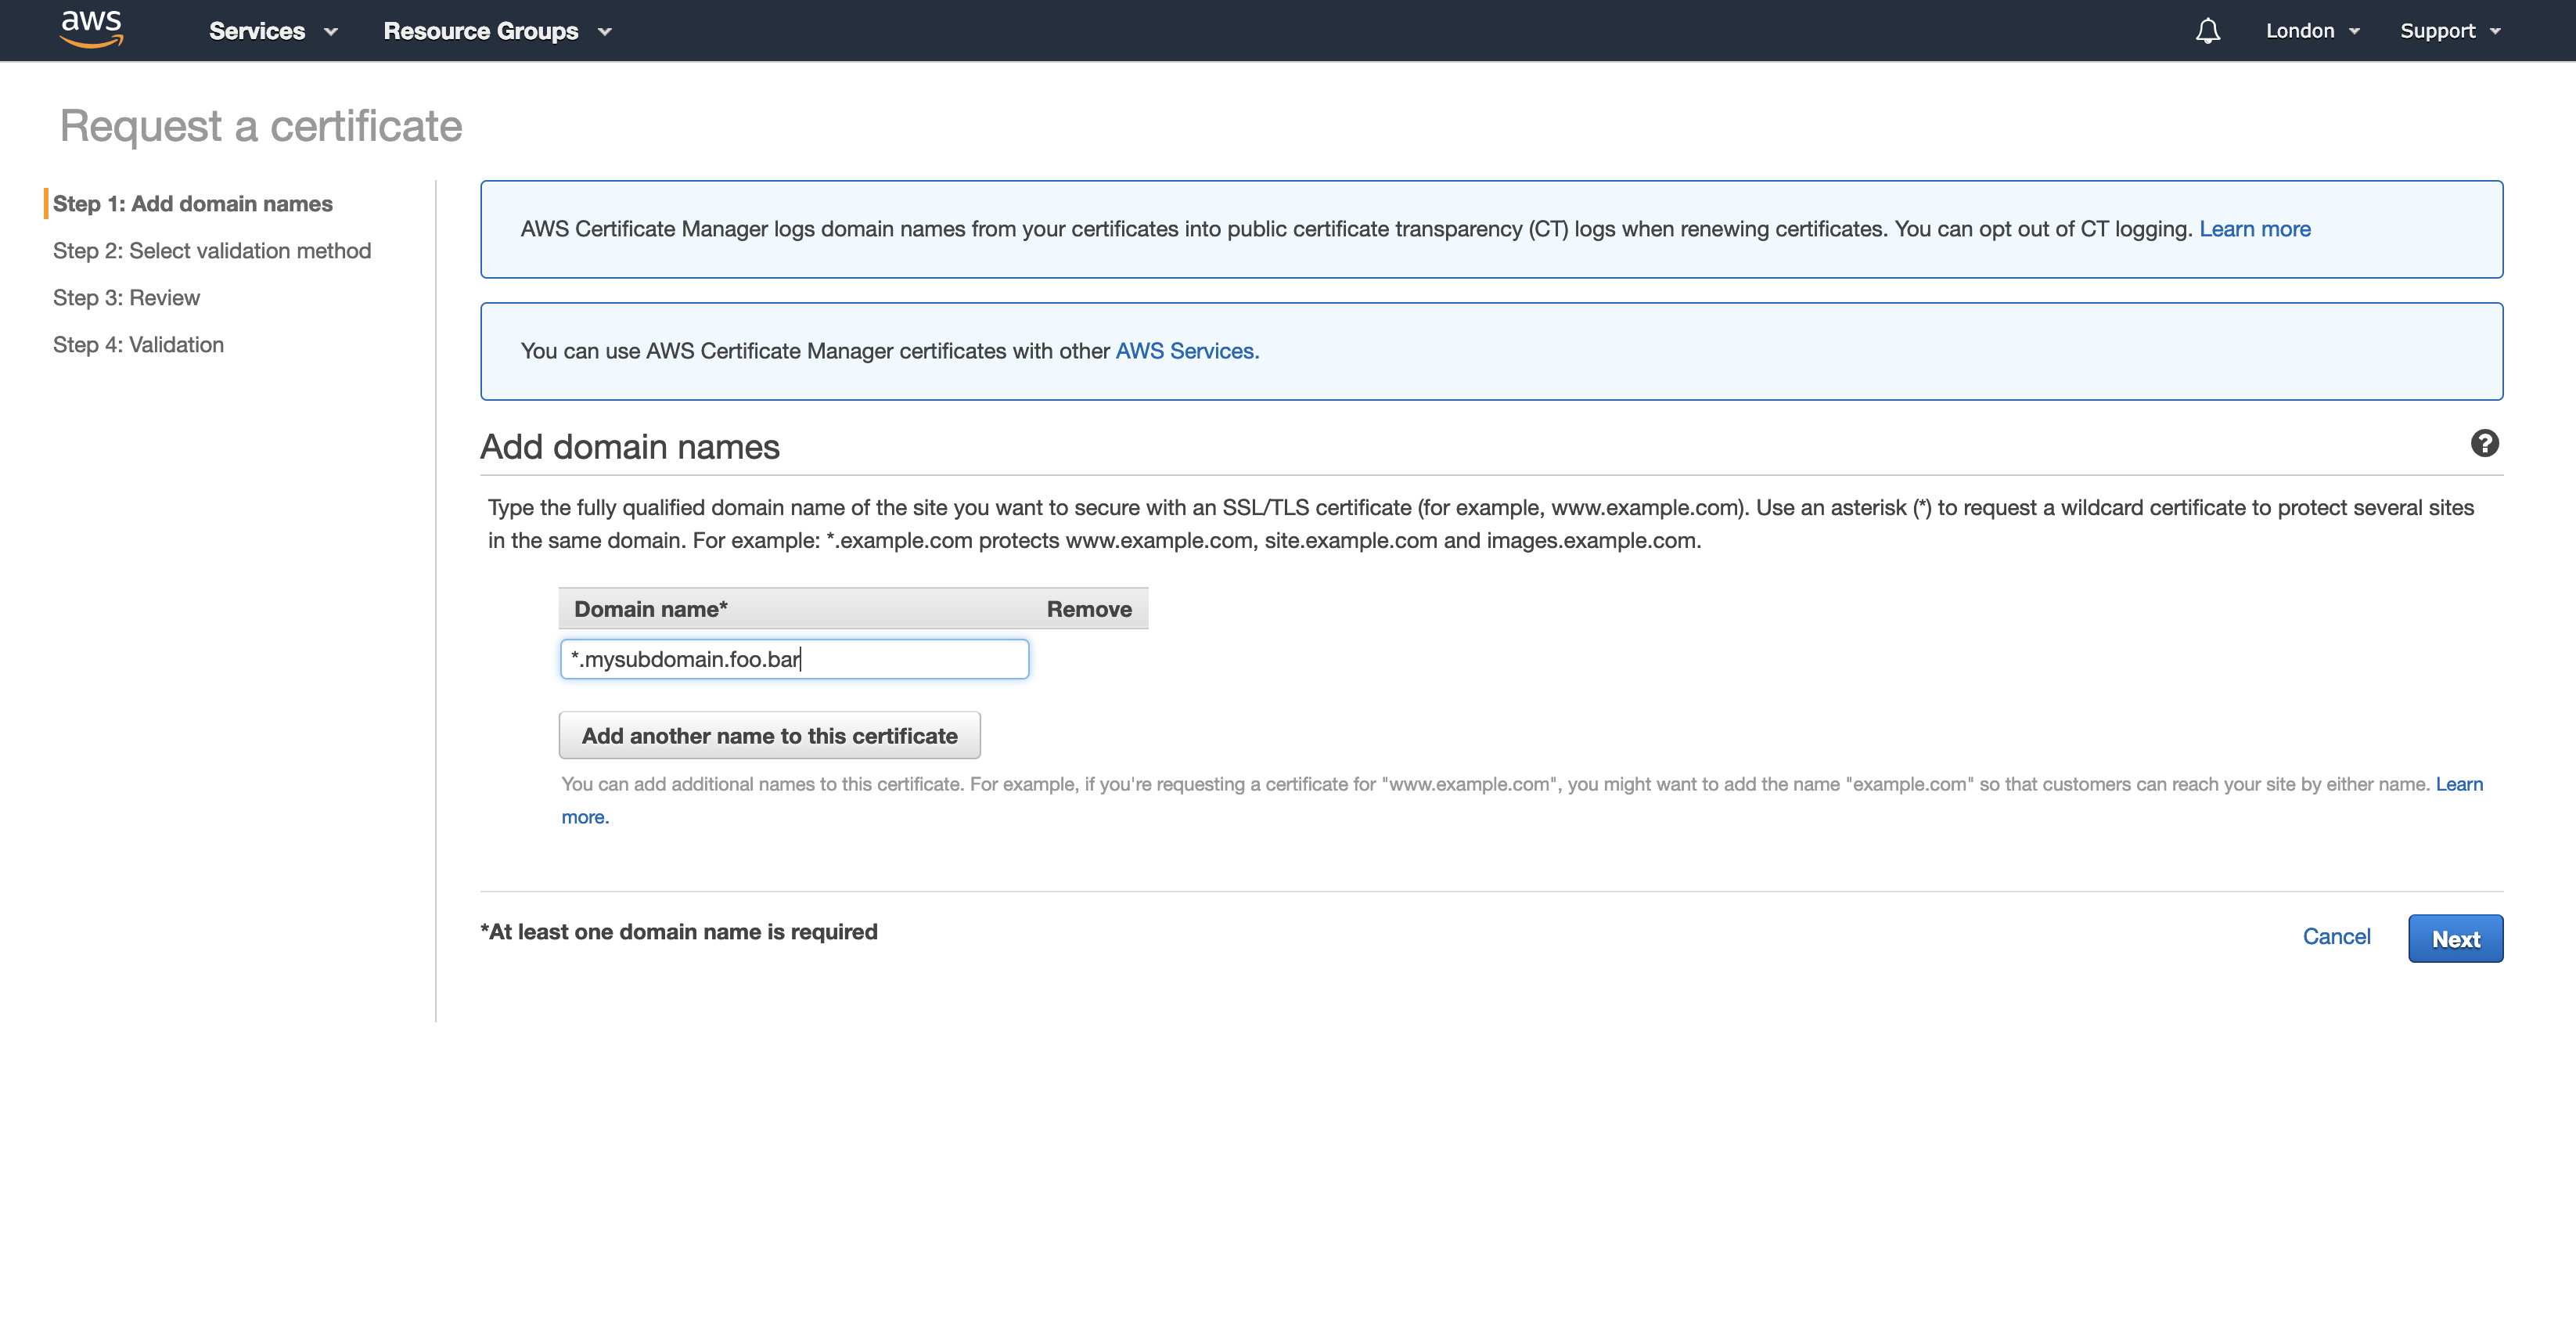 aws Services Resource Groups London Support
Request a certificate
Step 1: Add domain names
Step 2: Select validation method
Step 3: Review
Step 4: Validation
AWS Certificate Manager logs domain names from your certificates into public certificate transparency (CT) logs when renewing certificates. You can opt out of CT logging. Learn more
You can use AWS Certificate Manager certificates with other AWS Services.
Add domain names
?
Type the fully qualified domain name of the site you want to secure with an SSL/TLS certificate (for example, www.example.com). Use an asterisk (*) to request a wildcard certificate to protect several sites
in the same domain. For example: *.example.com protects www.example.com, site.example.com and images.example.com.
Domain name* Remove
*.mysubdomain.foo.bar
Add another name to this certificate
You can add additional names to this certificate. For example, if you're requesting a certificate for "www.example.com", you might want to add the name "example.com" so that customers can reach your site by either name. Learn
more.
*At least one domain name is required
Cancel Next